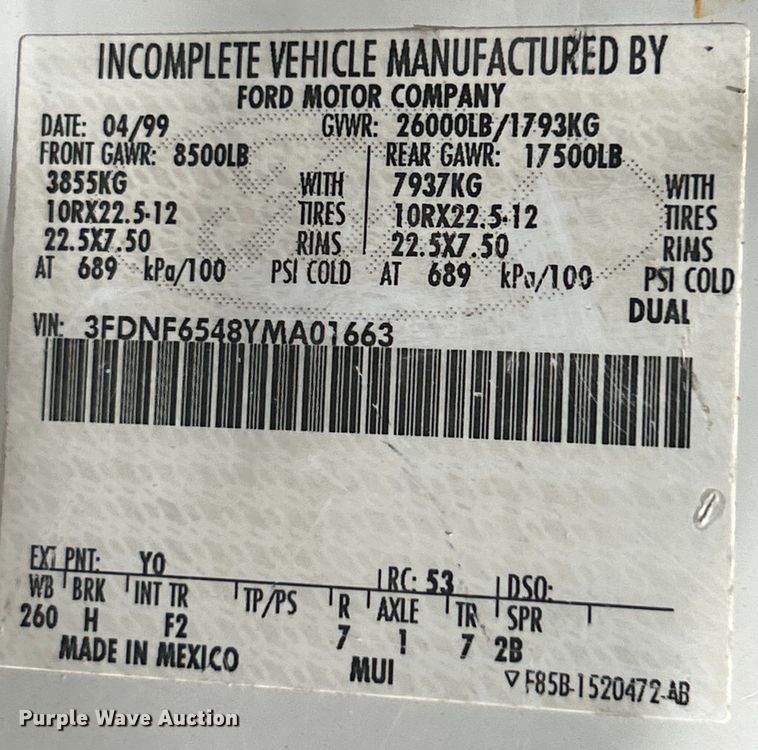 INCOMPLETE VEHICLE MANUFACTURED BY
FORD MOTOR COMPANY
DATE: 04/99 GVWR: 26000LB/1793KG
FRONT GAWR: 8500LB REAR GAWR: 17500LB
3855KG WITH 7937KG WITH
10RX22.5-12 TIRES 10RX22.5-12 TIRES
22.5X7.50 RIMS 22.5X7.50 RIMS
AT 689 kPa/100 PSI COLD AT 689 kPa/100 PSI COLD
DUAL
VIN: 3FDNF6548YMA01663
EXT PNT: YO RC: 53 DSO:
WB BRK INT TR TP/PS R AXLE TR SPR
260 H F2 7 1 7 2B
MADE IN MEXICO MUI F85B-1520472-AB
Purple Wave Auction